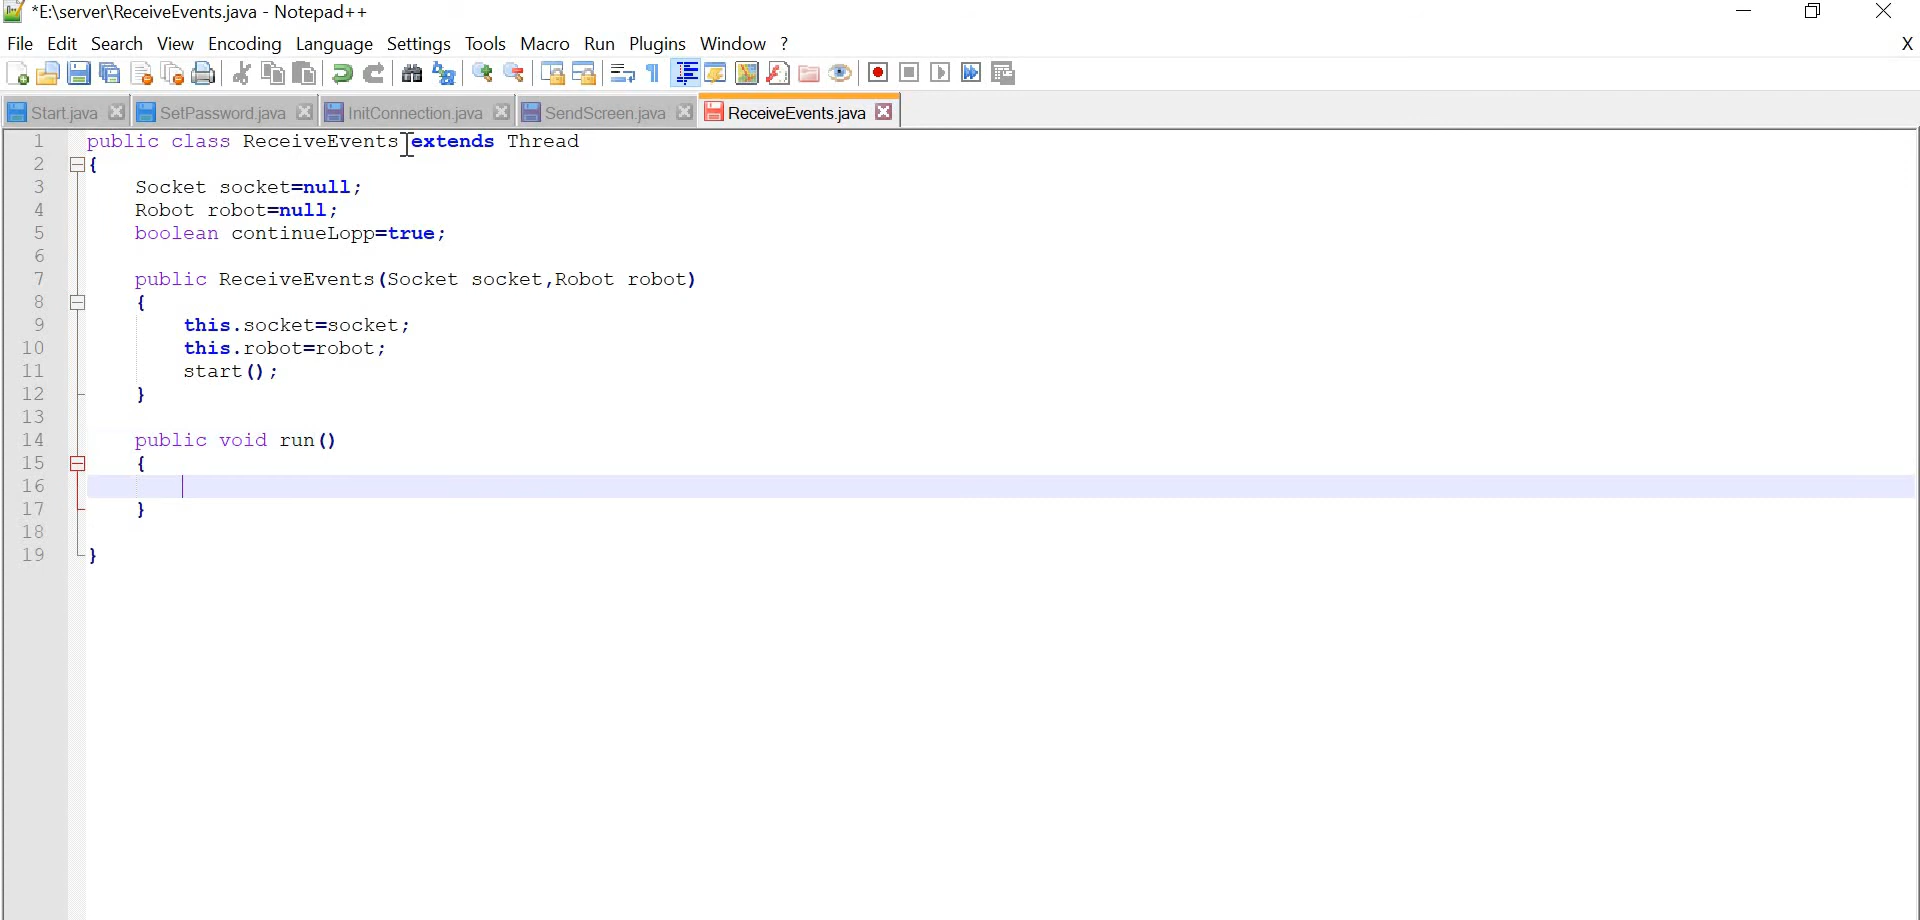 *E:\server\ReceiveEvents.java - Notepad++
File Edit Search View Encoding Language Settings Tools Macro Run Plugins Window ? X
Start.java SetPassword.java InitConnection.java SendScreen.java ReceiveEvents.java
1 public class ReceiveEvents extends Thread
2 {
3 Socket socket=null;
4 Robot robot=null;
5 boolean continueLopp=true;
6
7 public ReceiveEvents(Socket socket,Robot robot)
8 {
9 this.socket=socket;
10 this.robot=robot;
11 start();
12 }
13
14 public void run()
15 {
16
17 }
18
19 }